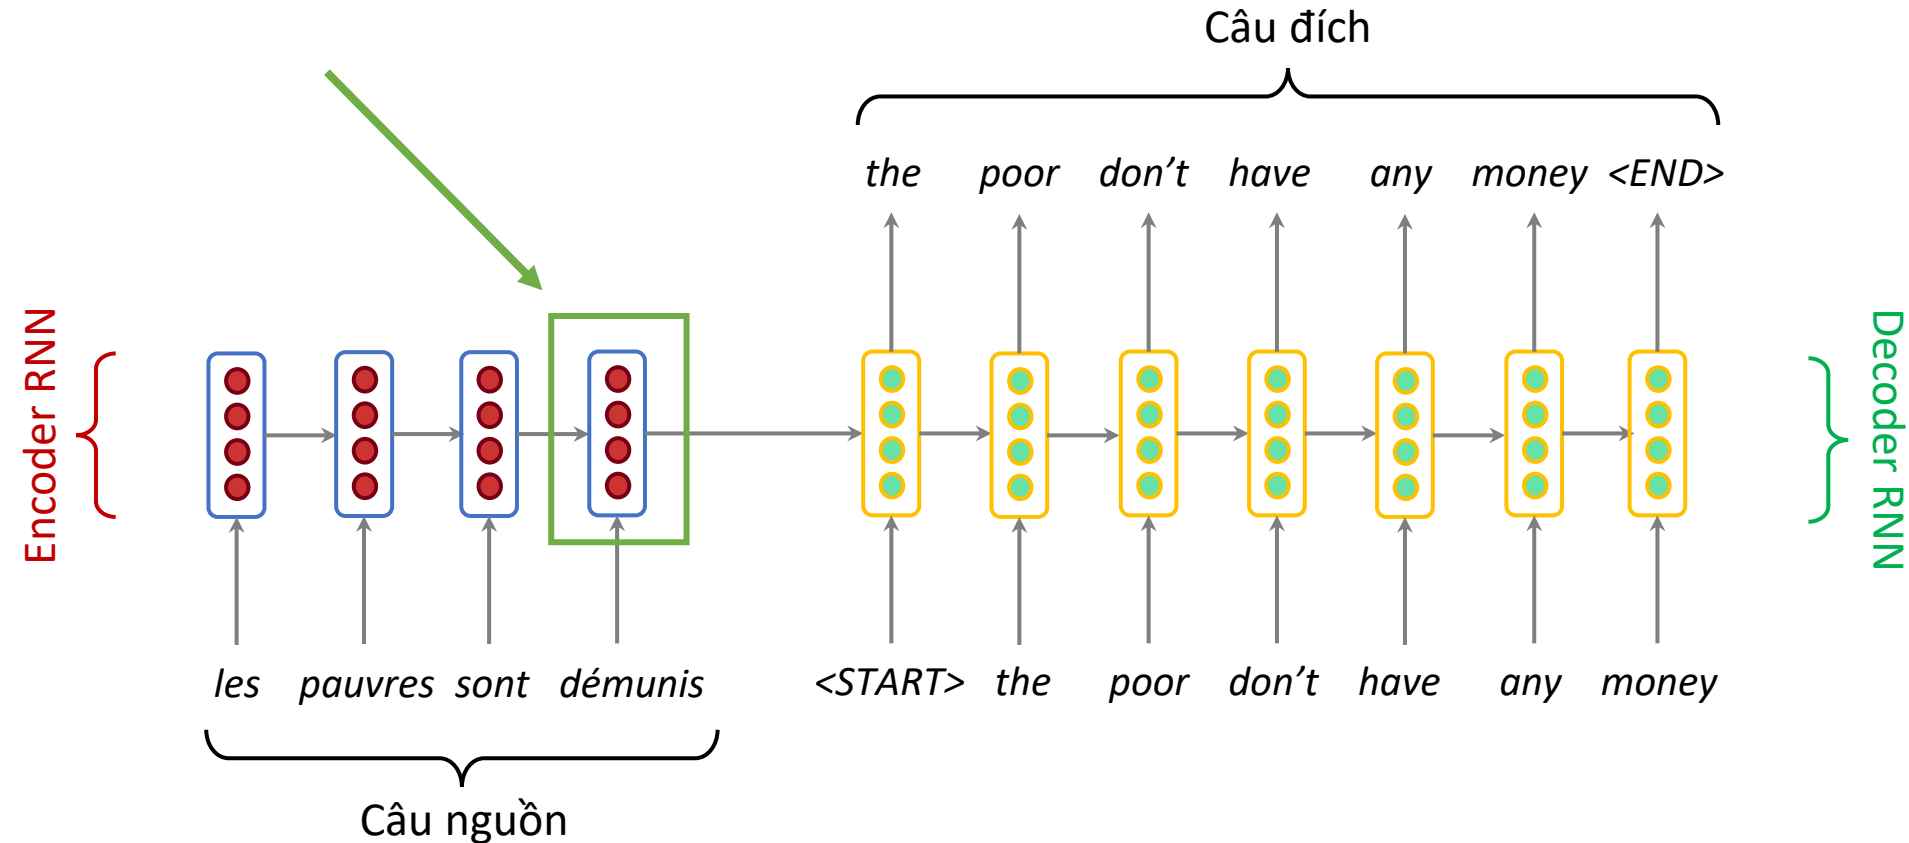 Câu đích
the poor don’t have any money <END>
Encoder RNN
Decoder RNN
les pauvres sont démunis
<START> the poor don’t have any money
Câu nguồn